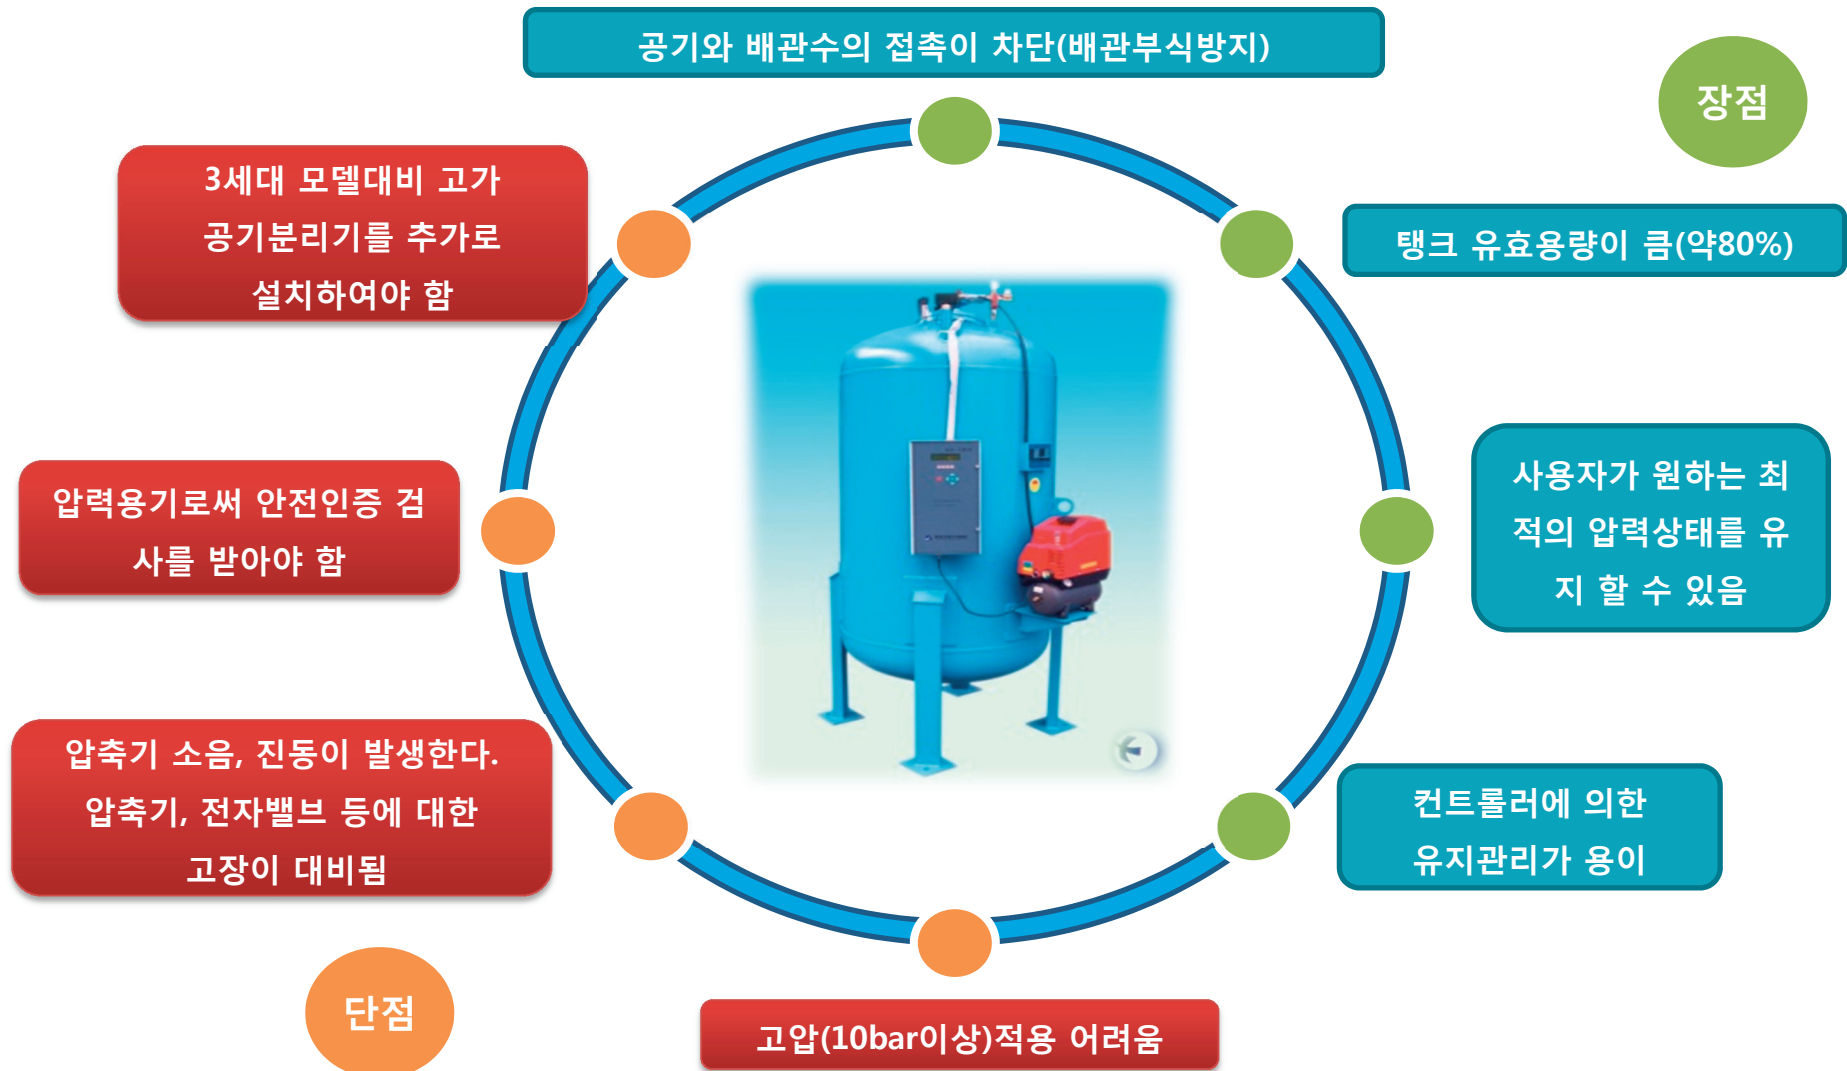 공기와 배관수의 접촉이 차단(배관부식방지)
장점
3세대 모델대비 고가
공기분리기를 추가로
설치하여야 함
탱크 유효용량이 큼(약80%)
사용자가 원하는 최
적의 압력상태를 유
지 할 수 있음
압력용기로써 안전인증 검
사를 받아야 함
압축기 소음, 진동이 발생한다.
압축기, 전자밸브 등에 대한
고장이 대비됨
컨트롤러에 의한
유지관리가 용이
단점
고압(10bar이상)적용 어려움